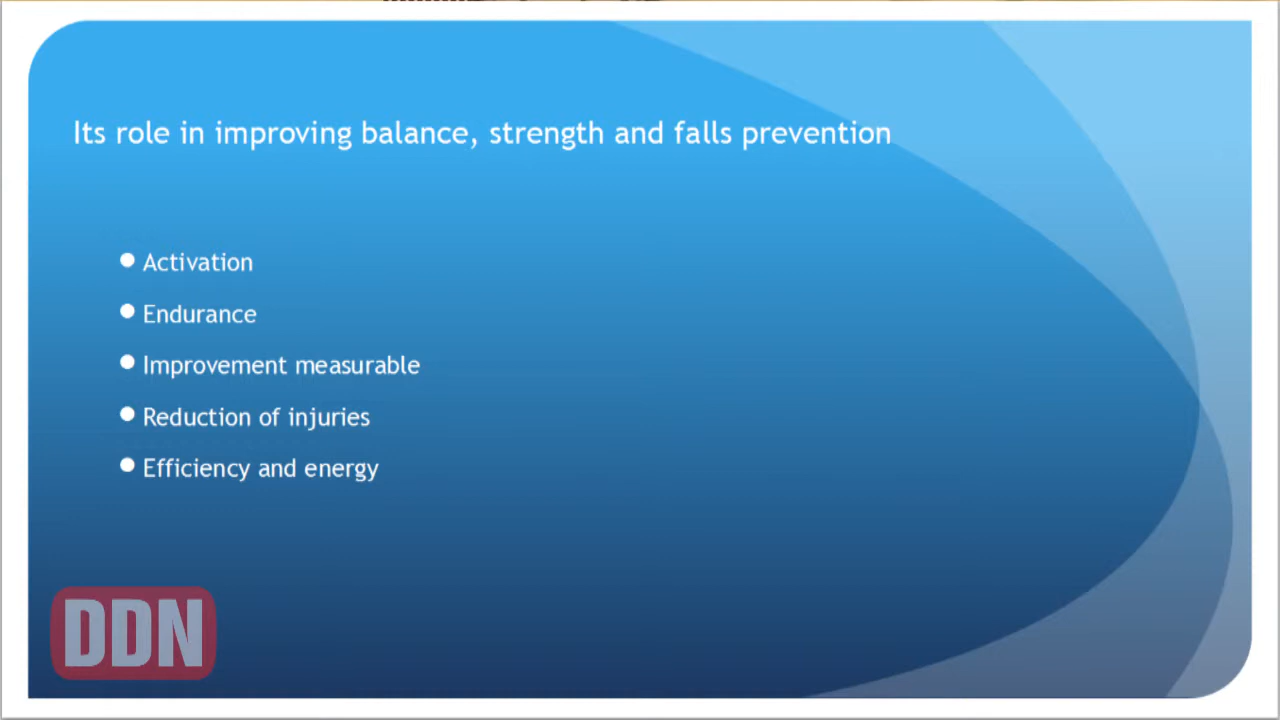 Its role in improving balance, strength and falls prevention
Activation
Endurance
Improvement measurable
Reduction of injuries
Efficiency and energy
DDN